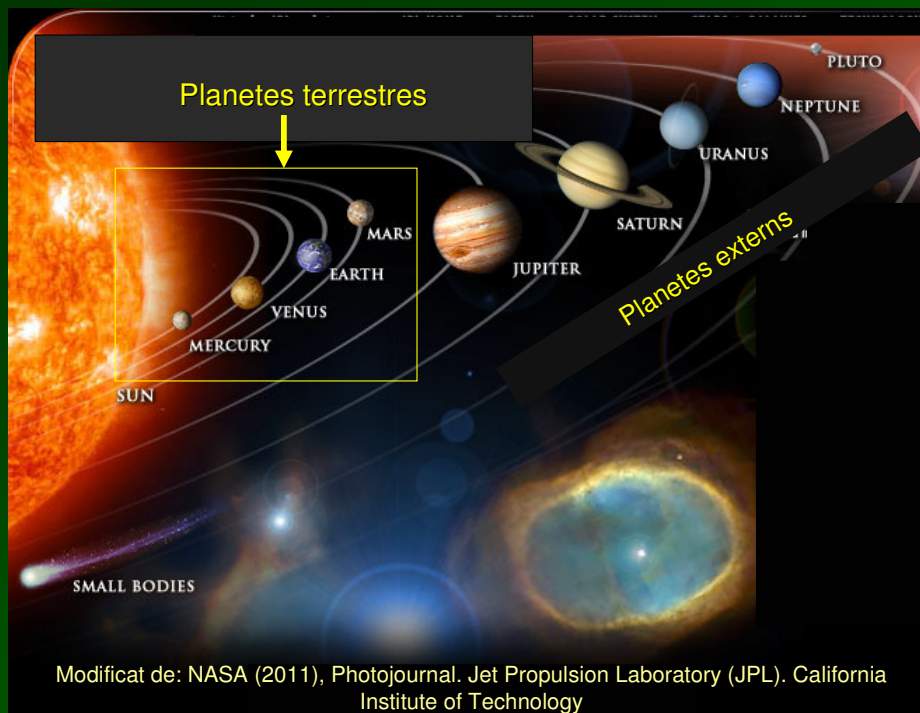 Planetes terrestres
PLUTO
NEPTUNE
URANUS
SATURN
MARS
JUPITER
EARTH
VENUS
MERCURY
SUN
Planetes externs
SMALL BODIES
Modificat de: NASA (2011), Photojournal. Jet Propulsion Laboratory (JPL). California
Institute of Technology